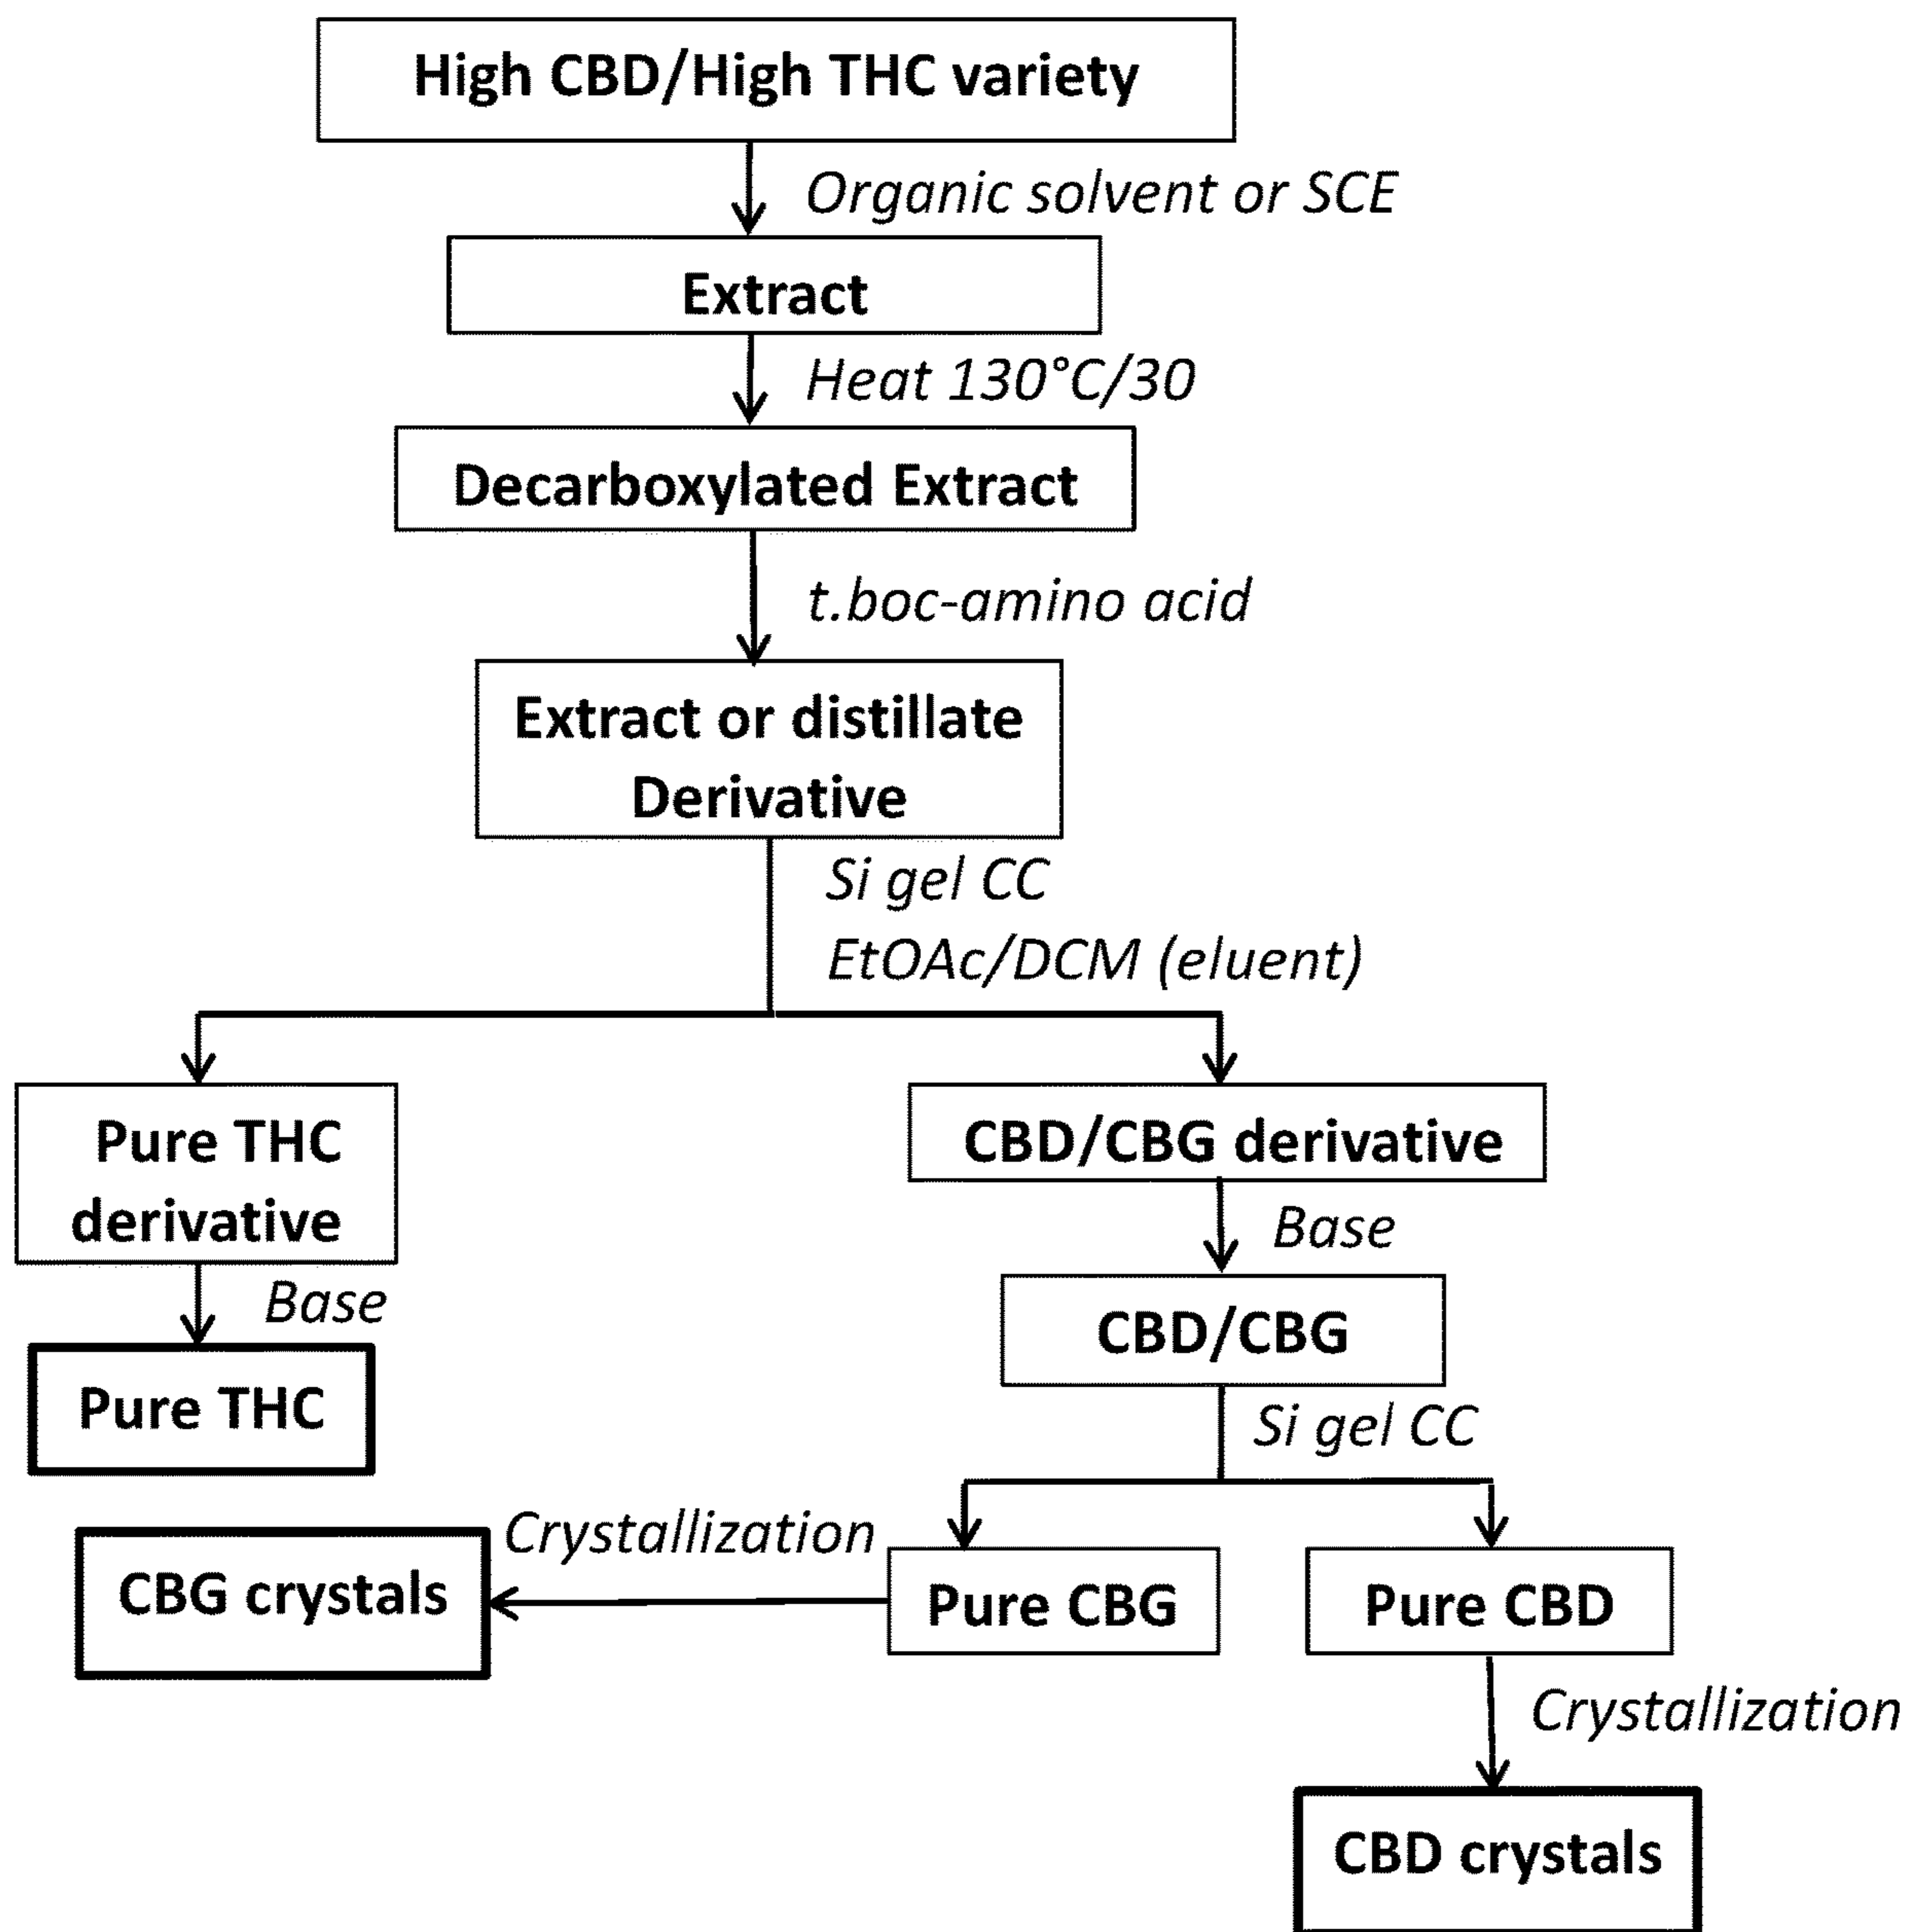 High CBD/High THC variety
Organic solvent or SCE
Extract
Heat 130°C/30
Decarboxylated Extract
t.boc-amino acid
Extract or distillate
Derivative
Si gel CC
EtOAc/DCM (eluent)
Pure THC
derivative
CBD/CBG derivative
Base
Base
CBD/CBG
Pure THC
Si gel CC
Crystallization
CBG crystals
Pure CBG
Pure CBD
Crystallization
CBD crystals